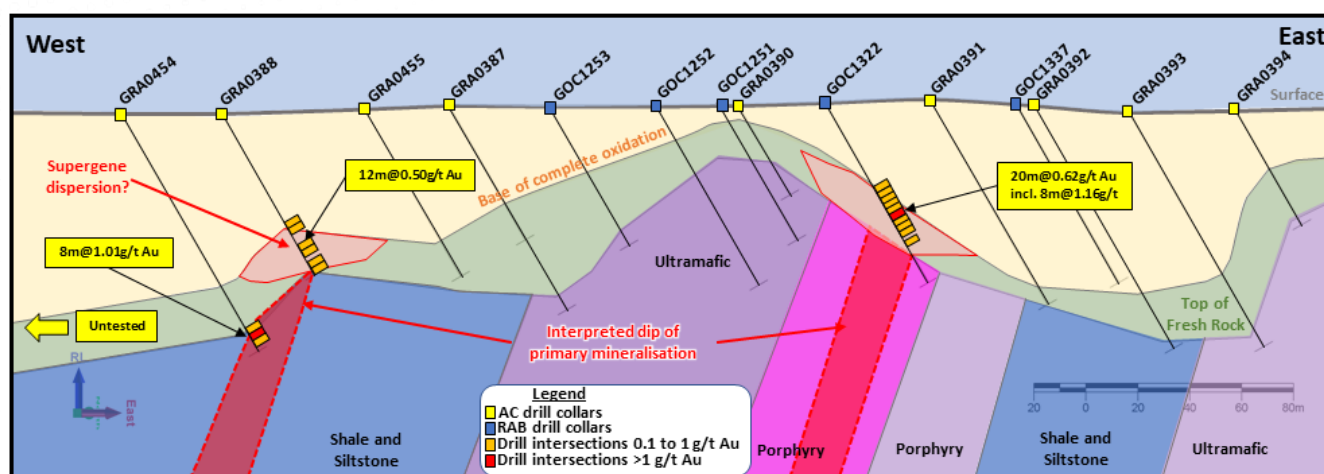 West
East
GRA0454
GRA0388
GRA0455
GRA0387
GOC1253
GOC1252
GOC1251
GRA0390
GOC1322
GRA0391
GOC1337
GRA0392
GRA0393
GRA0394
Surface
Supergene
dispersion?
12m@0.50g/t Au
Base of complete oxidation
20m@0.62g/t Au
incl. 8m@1.16g/t
8m@1.01g/t Au
Ultramafic
Untested
Interpreted dip of
primary mineralisation
Top of
Fresh Rock
RL
East
Legend
AC drill collars
RAB drill collars
Drill intersections 0.1 to 1 g/t Au
Drill intersections >1 g/t Au
Shale and
Siltstone
Porphyry
Porphyry
Shale and
Siltstone
Ultramafic
20 0 20 40 60 80m